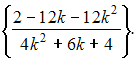 { (2 − 12k − 12k²) / (4k² + 6k + 4) }.